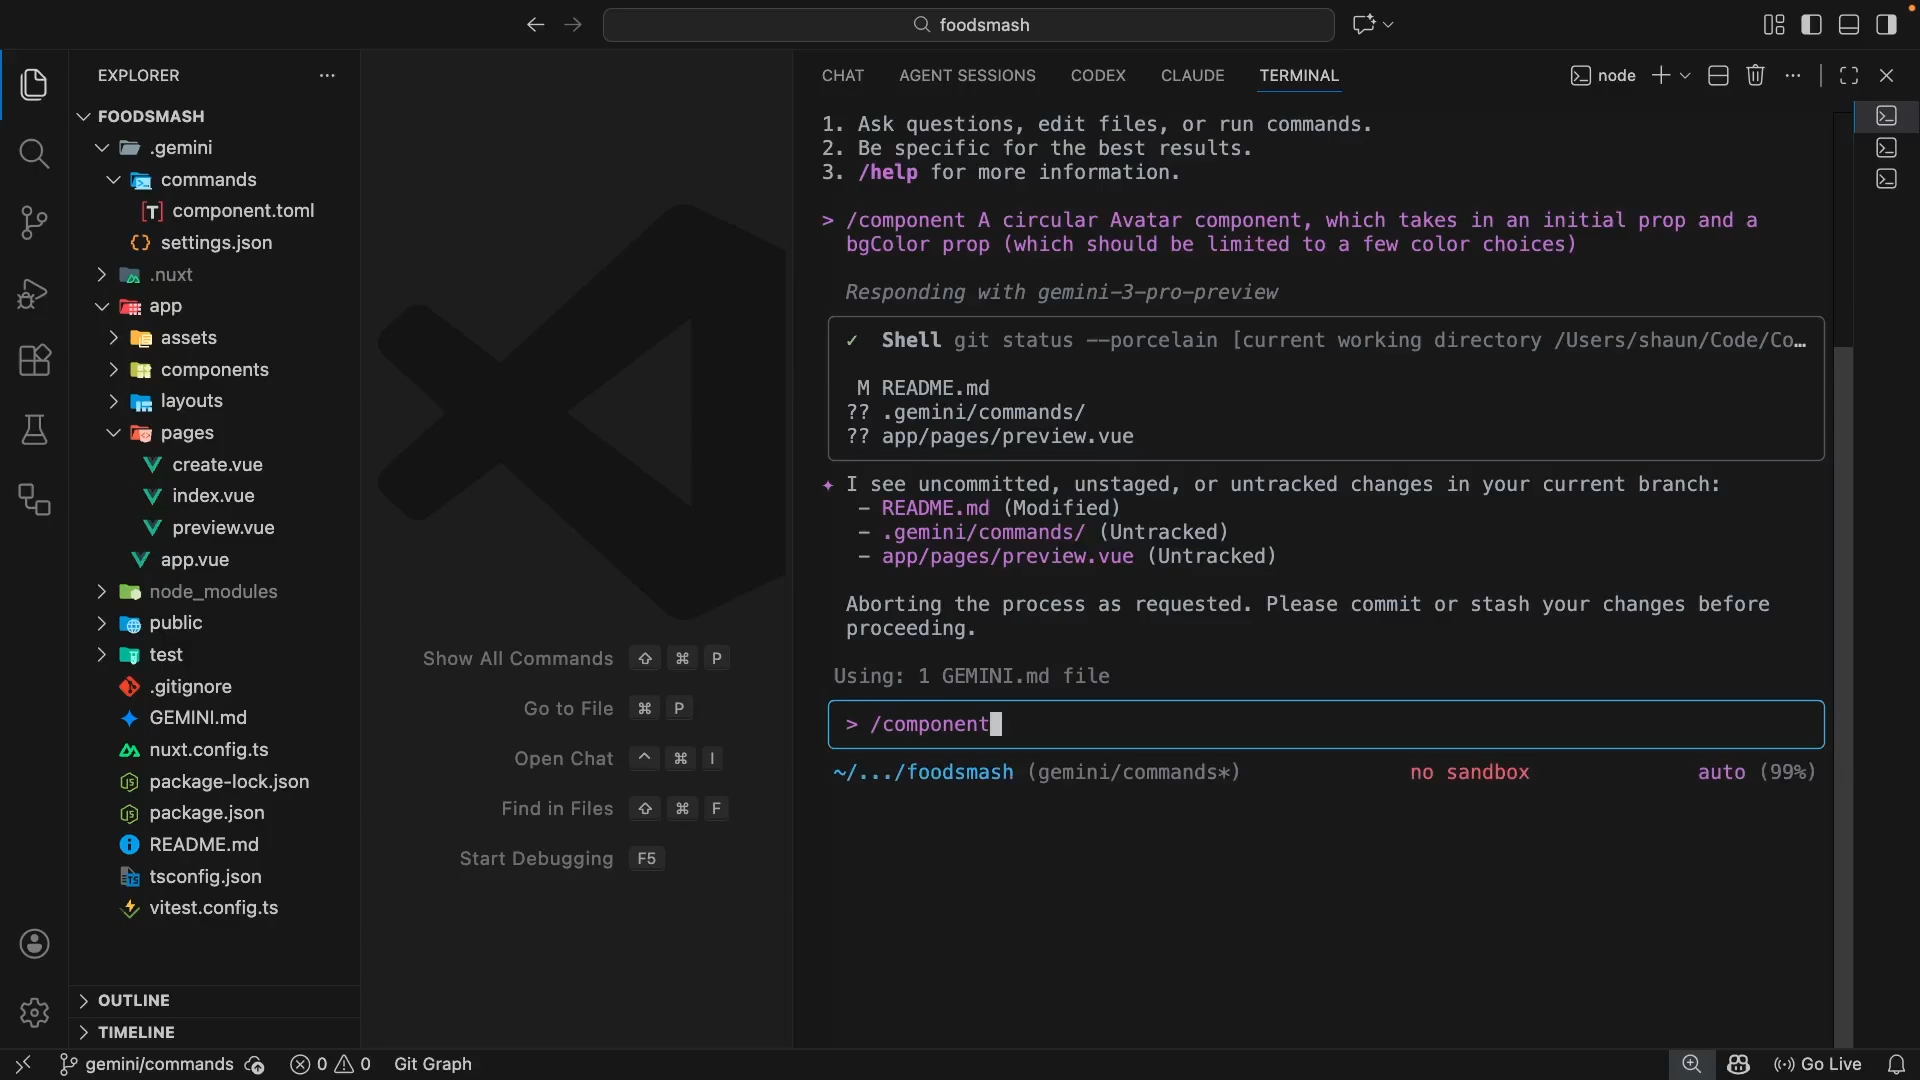 foodsmash
EXPLORER
FOODSMASH
.gemini
commands
component.toml
settings.json
.nuxt
app
assets
components
layouts
pages
create.vue
index.vue
preview.vue
app.vue
node_modules
public
test
.gitignore
GEMINI.md
nuxt.config.ts
package-lock.json
package.json
README.md
tsconfig.json
vitest.config.ts
OUTLINE
TIMELINE
Show All Commands ⇧ ⌘ P
Go to File ⌘ P
Open Chat ^ ⌘ I
Find in Files ⇧ ⌘ F
Start Debugging F5
CHAT AGENT SESSIONS CODEX CLAUDE TERMINAL node
1. Ask questions, edit files, or run commands.
2. Be specific for the best results.
3. /help for more information.
> /component A circular Avatar component, which takes in an initial prop and a
bgColor prop (which should be limited to a few color choices)
Responding with gemini-3-pro-preview
✓ Shell git status --porcelain [current working directory /Users/shaun/Code/Co…
M README.md
?? .gemini/commands/
?? app/pages/preview.vue
✦ I see uncommitted, unstaged, or untracked changes in your current branch:
- README.md (Modified)
- .gemini/commands/ (Untracked)
- app/pages/preview.vue (Untracked)
Aborting the process as requested. Please commit or stash your changes before
proceeding.
Using: 1 GEMINI.md file
> /component
~/.../foodsmash (gemini/commands*) no sandbox auto (99%)
gemini/commands 0 0 Git Graph Go Live